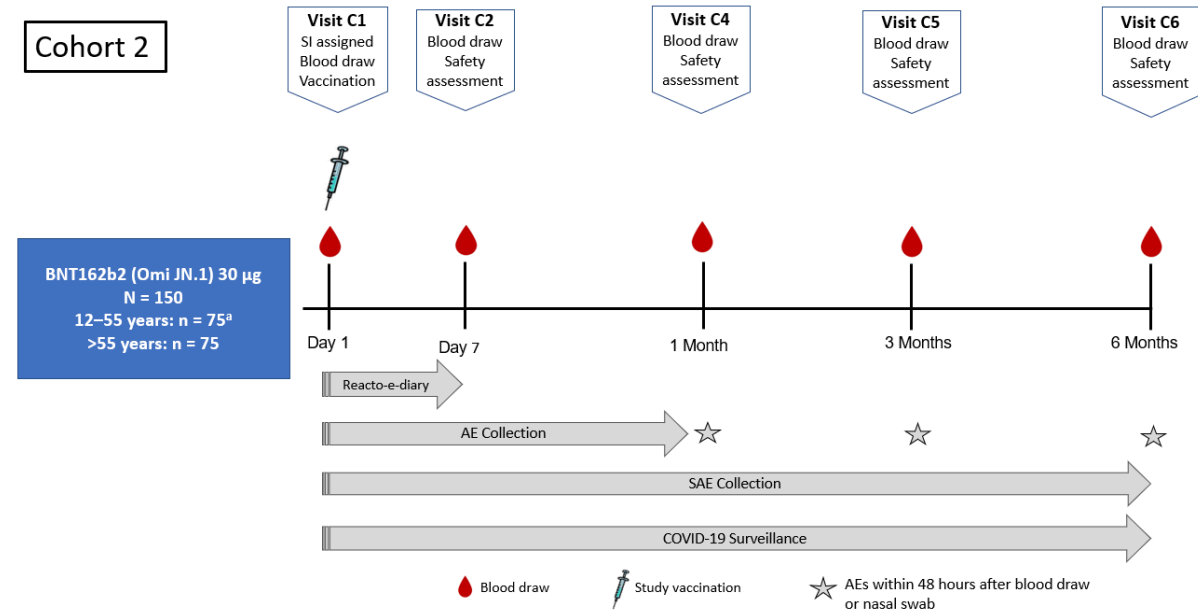 Cohort 2
Visit C1
SI assigned
Blood draw
Vaccination
Visit C2
Blood draw
Safety
assessment
Visit C4
Blood draw
Safety
assessment
Visit C5
Blood draw
Safety
assessment
Visit C6
Blood draw
Safety
assessment
BNT162b2 (Omi JN.1) 30 µg
N = 150
12–55 years: n = 75ᵃ
>55 years: n = 75
Day 1
Day 7
1 Month
3 Months
6 Months
Reacto-e-diary
AE Collection
SAE Collection
COVID-19 Surveillance
Blood draw
Study vaccination
AEs within 48 hours after blood draw
or nasal swab